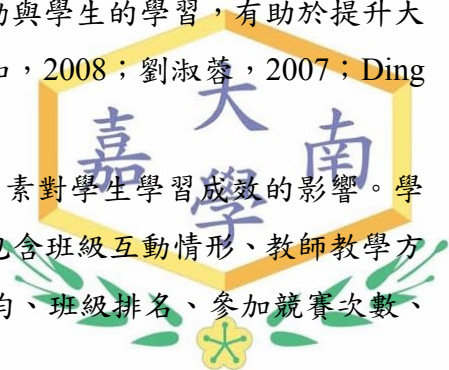 動與學生的學習，有助於提升大
，2008；劉淑蓉，2007；Ding
大
嘉 南
學
素對學生學習成效的影響。學
包含班級互動情形、教師教學方
均、班級排名、參加競賽次數、